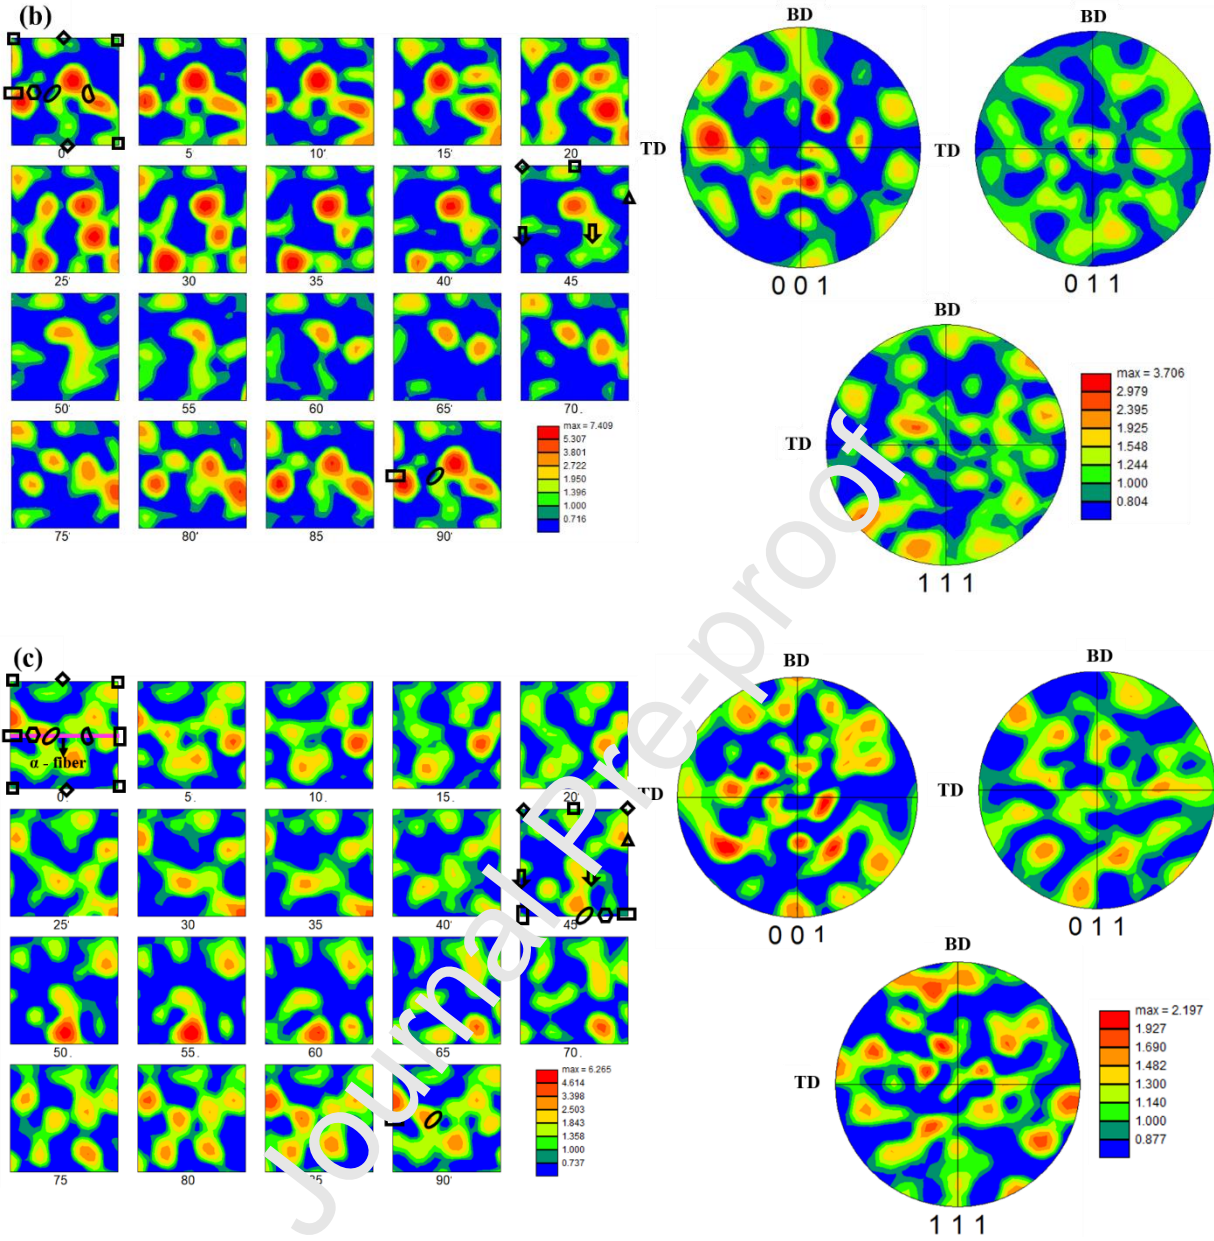 (b)
0'
5
10'
15'
20
25'
30
35
40'
45
50'
55
60
65'
70.
75'
80'
85
90'
max = 7.409
5.307
3.801
2.722
1.950
1.396
1.000
0.716
BD
TD
0 0 1
BD
TD
0 1 1
BD
TD
1 1 1
max = 3.706
2.979
2.395
1.925
1.548
1.244
1.000
0.804
Journal Pre-proof
(c)
α - fiber
0'
5.
10.
15.
20'
25'
30
35
40'
45'
50.
55.
60
65
70.
75
80
90'
max = 6.265
4.614
3.398
2.503
1.843
1.358
1.000
0.737
BD
TD
0 0 1
BD
TD
0 1 1
BD
TD
1 1 1
max = 2.197
1.927
1.690
1.482
1.300
1.140
1.000
0.877